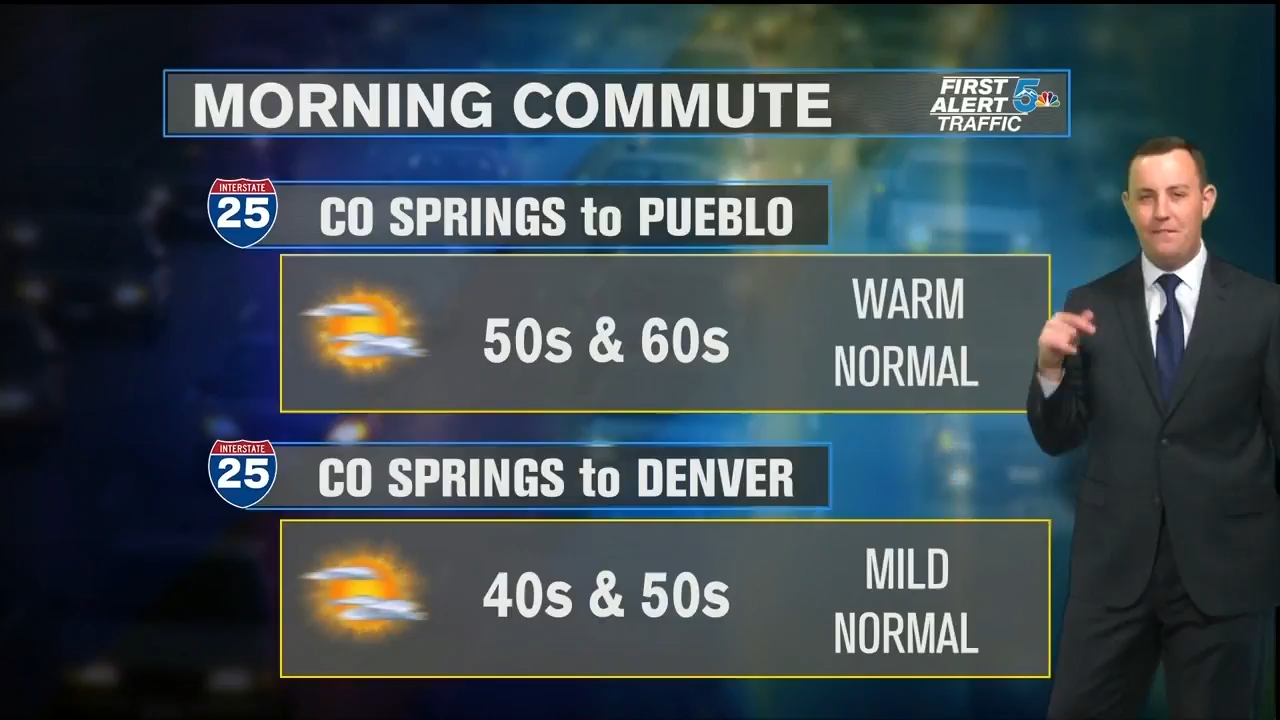 MORNING COMMUTE
FIRST
ALERT 5
TRAFFIC
INTERSTATE
25
CO SPRINGS to PUEBLO
50s & 60s
WARM
NORMAL
INTERSTATE
25
CO SPRINGS to DENVER
40s & 50s
MILD
NORMAL